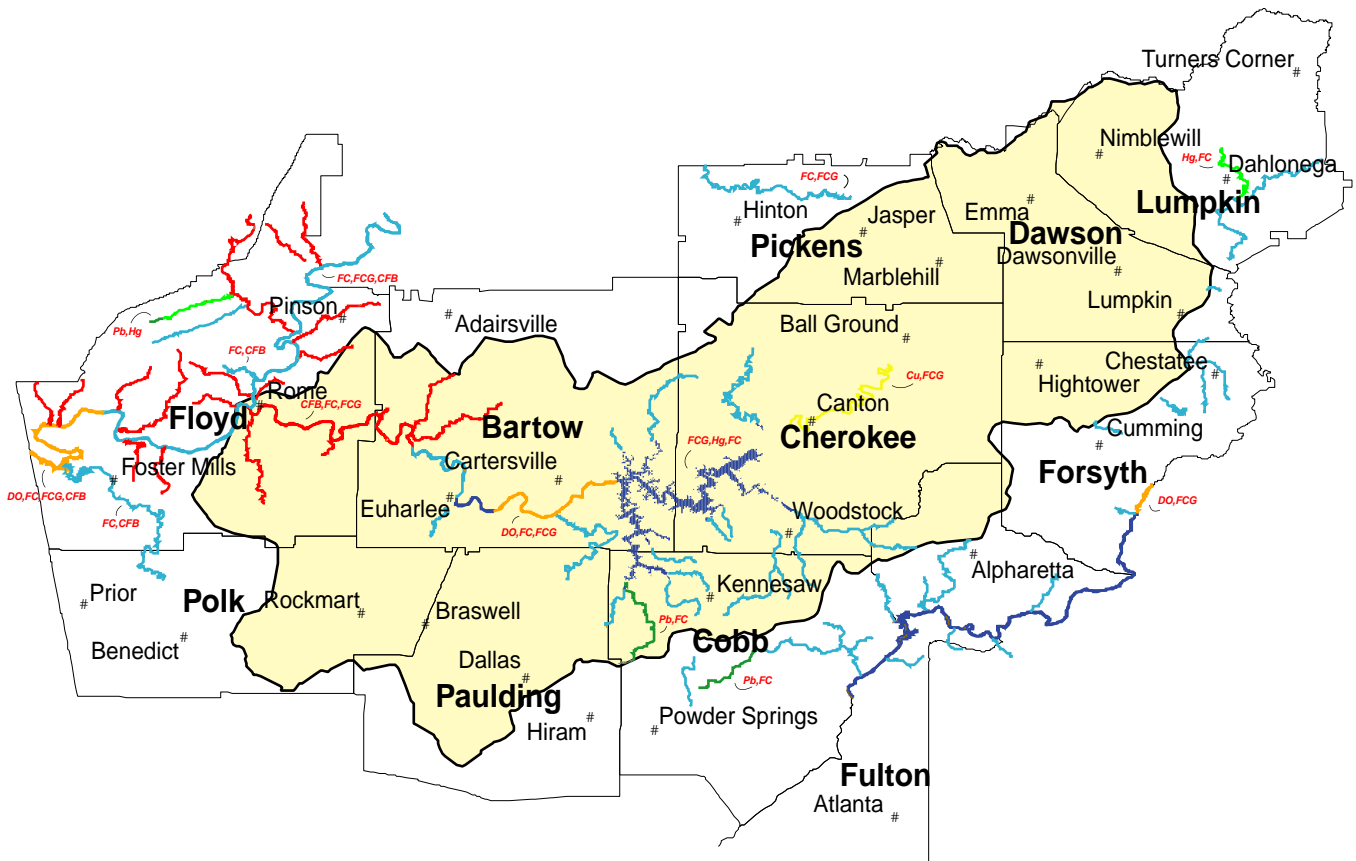 Turners Corner
#
Nimblewill
#
Hg,FC
Dahlonega
#
Lumpkin
FC,FCG
Hinton
#
Pickens
Jasper
#
Emma
#
Dawson
Dawsonville
#
Marblehill
#
Lumpkin
#
FC,FCG,CFB
Pinson
#
Pb,Hg
Adairsville
#
Ball Ground
#
Chestatee
#
Hightower
#
FC,CFB
Rome
#
Floyd
CFB,FC,FCG
Bartow
Cu,FCG
Canton
#
Cherokee
Cumming
#
FCG,Hg,FC
Cartersville
#
Forsyth
Foster Mills
#
DO,FC,FCG,CFB
FC,CFB
Euharlee
#
DO,FC,FCG
Woodstock
#
DO,FCG
Alpharetta
#
Kennesaw
#
Prior
#
Polk
Rockmart
#
Braswell
#
Pb,FC
Cobb
Benedict
#
Dallas
#
Paulding
Pb,FC
Hiram
#
Powder Springs
#
Fulton
Atlanta
#